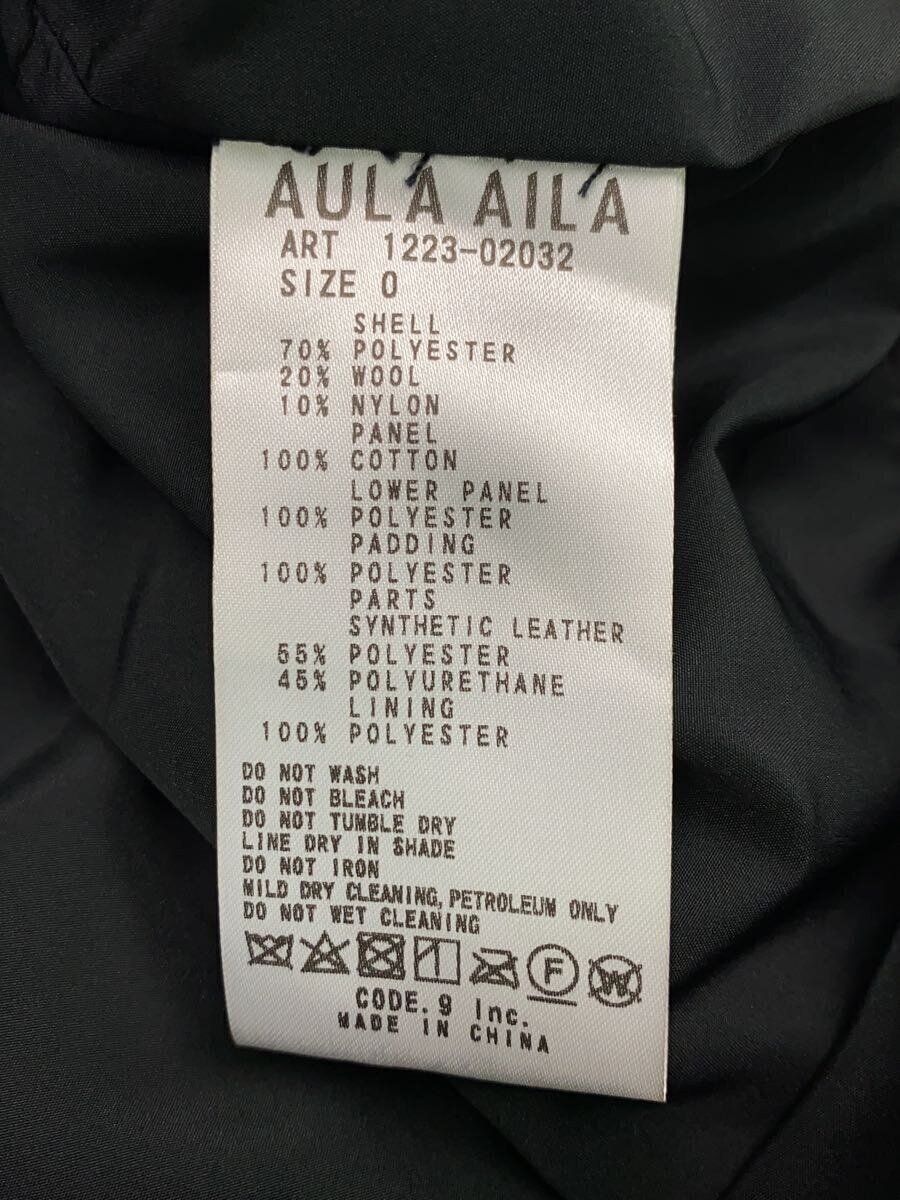 AULA AILA
ART 1223-02032
SIZE 0
SHELL
70% POLYESTER
20% WOOL
10% NYLON
PANEL
100% COTTON
LOWER PANEL
100% POLYESTER
PADDING
100% POLYESTER
PARTS
SYNTHETIC LEATHER
55% POLYESTER
45% POLYURETHANE
LINING
100% POLYESTER
DO NOT WASH
DO NOT BLEACH
DO NOT TUMBLE DRY
LINE DRY IN SHADE
DO NOT IRON
MILD DRY CLEANING, PETROLEUM ONLY
DO NOT WET CLEANING
F W
CODE.9 Inc.
MADE IN CHINA